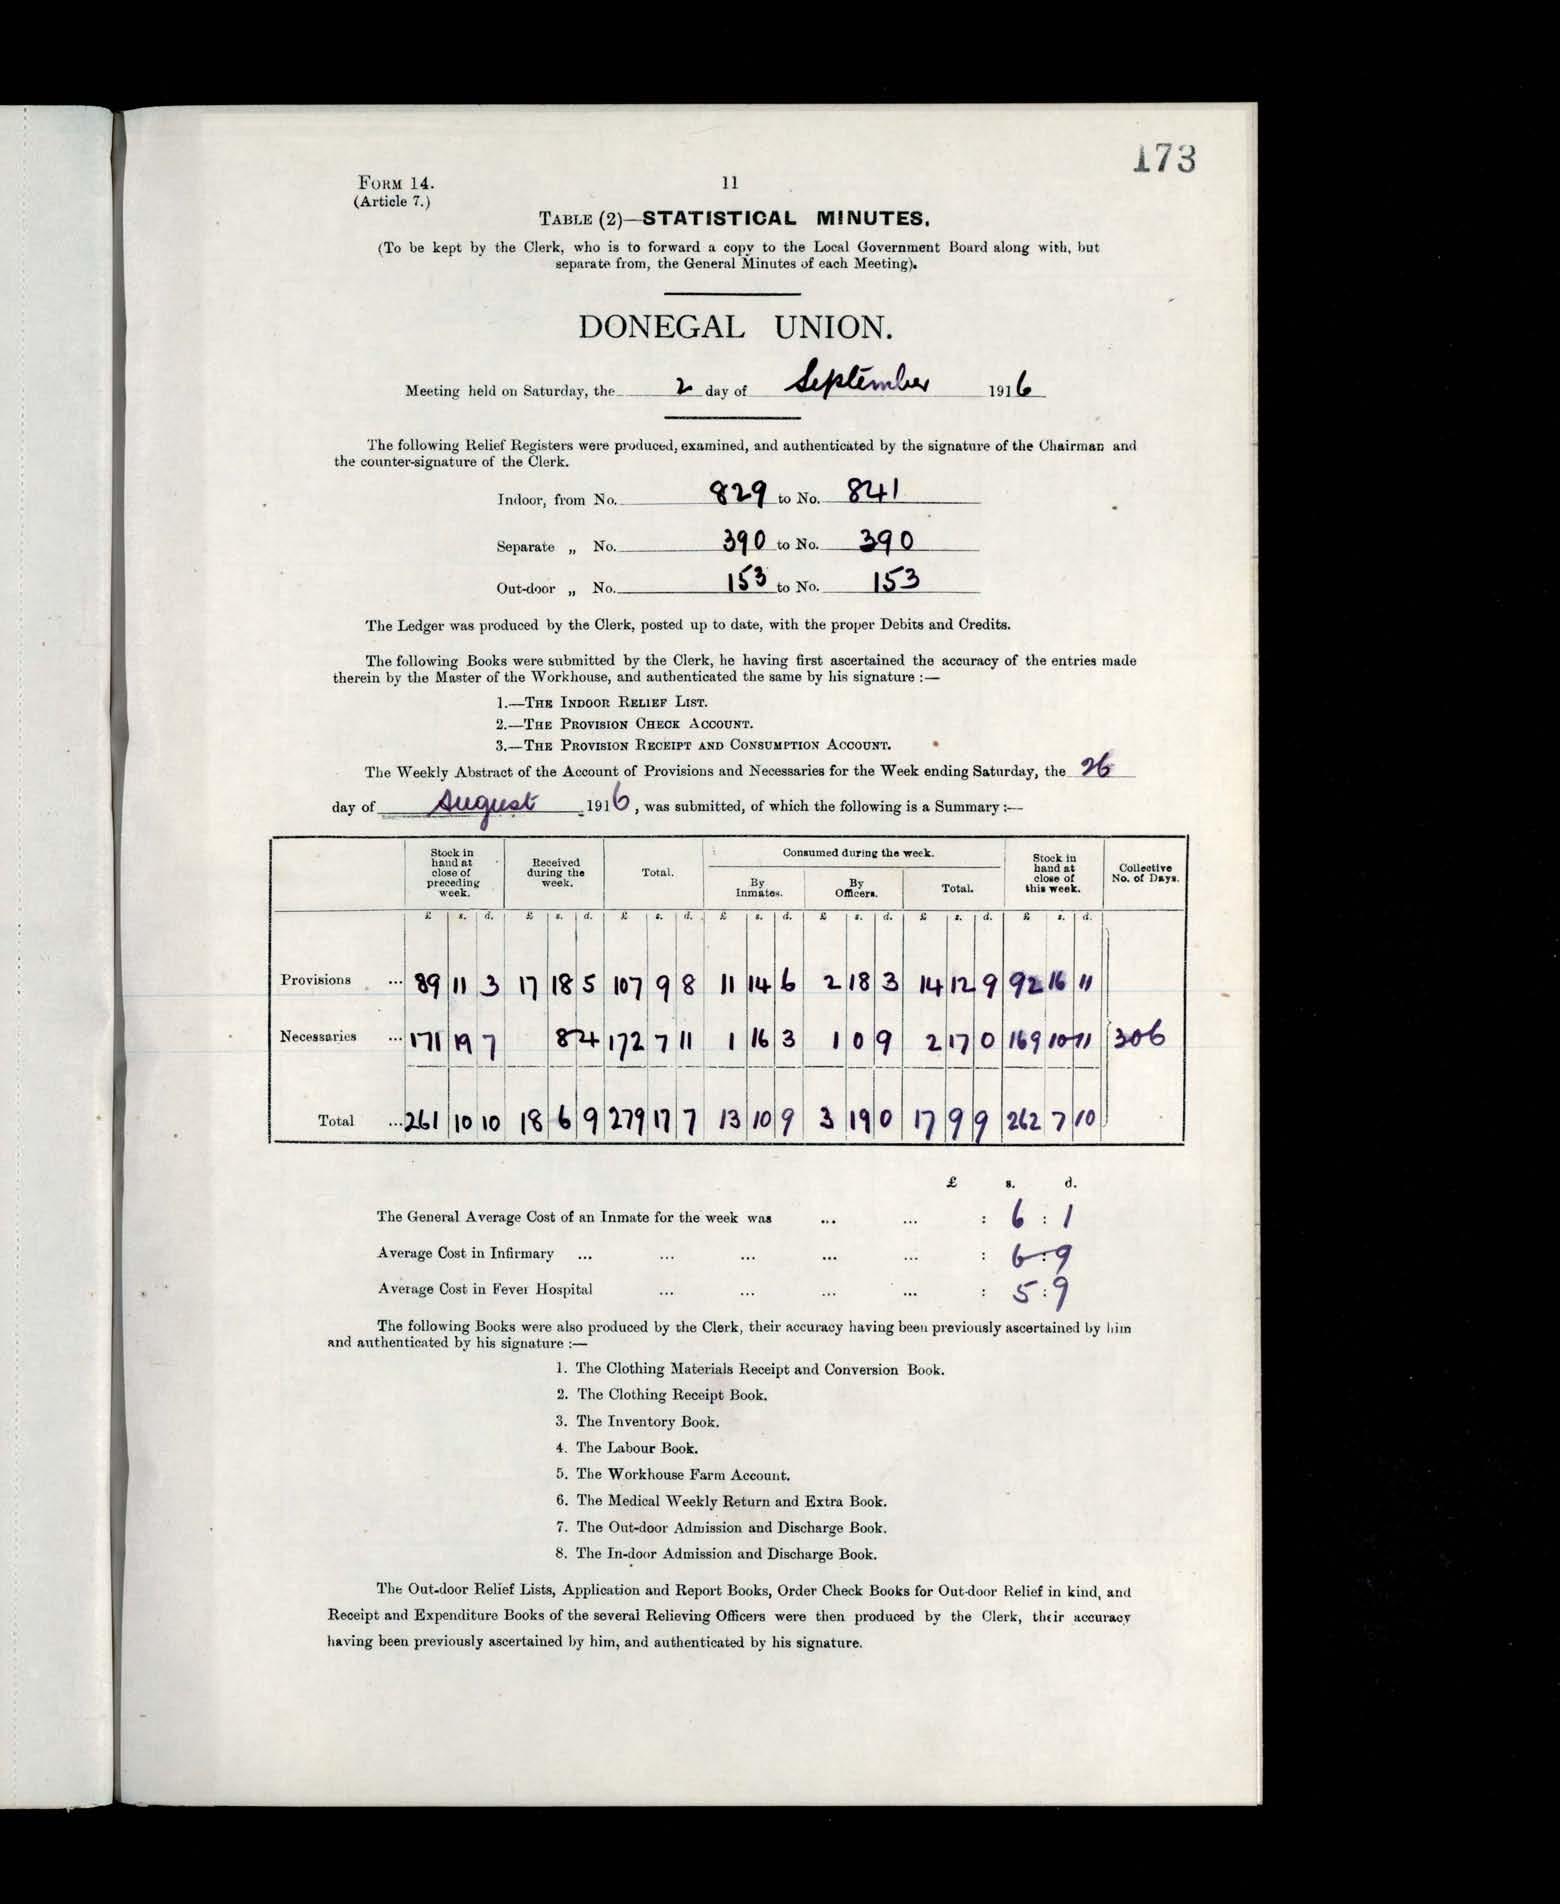 173
FORM 14.
(Article 7.)
11
TABLE (2)—STATISTICAL MINUTES.
(To be kept by the Clerk, who is to forward a copy to the Local Government Board along with, but
separate from, the General Minutes of each Meeting).
DONEGAL UNION.
Meeting held on Saturday, the 2 day of September 1916
The following Relief Registers were produced, examined, and authenticated by the signature of the Chairman and
the counter-signature of the Clerk.
Indoor, from No. 829 to No. 841
Separate „ No. 390 to No. 390
Out-door „ No. 153 to No. 153
The Ledger was produced by the Clerk, posted up to date, with the proper Debits and Credits.
The following Books were submitted by the Clerk, he having first ascertained the accuracy of the entries made
therein by the Master of the Workhouse, and authenticated the same by his signature :—
1.—THE INDOOR RELIEF LIST.
2.—THE PROVISION CHECK ACCOUNT.
3.—THE PROVISION RECEIPT AND CONSUMPTION ACCOUNT.
The Weekly Abstract of the Account of Provisions and Necessaries for the Week ending Saturday, the 26
day of August 1916, was submitted, of which the following is a Summary :—
Stock in hand at close of preceding week. Received during the week. Total. Consumed during the week. Stock in hand at close of this week. Collective No. of Days.
By Inmates. By Officers. Total.
£ s. d. £ s. d. £ s. d. £ s. d. £ s. d. £ s. d. £ s. d.
Provisions ... 89 11 3 17 18 5 107 9 8 11 14 6 2 18 3 14 12 9 92 16 11
Necessaries ... 171 19 7 8 4 172 7 11 1 16 3 1 0 9 2 17 0 169 10 11 306
Total ... 261 10 10 18 6 9 279 17 7 13 10 9 3 19 0 17 9 9 262 7 10
£ s. d.
The General Average Cost of an Inmate for the week was ... ... : 6 : 1
Average Cost in Infirmary ... ... ... ... ... : 6 : 9
Average Cost in Fever Hospital ... ... ... ... : 5 : 9
The following Books were also produced by the Clerk, their accuracy having been previously ascertained by him
and authenticated by his signature :—
1. The Clothing Materials Receipt and Conversion Book.
2. The Clothing Receipt Book.
3. The Inventory Book.
4. The Labour Book.
5. The Workhouse Farm Account.
6. The Medical Weekly Return and Extra Book.
7. The Out-door Admission and Discharge Book.
8. The In-door Admission and Discharge Book.
The Out-door Relief Lists, Application and Report Books, Order Check Books for Out-door Relief in kind, and
Receipt and Expenditure Books of the several Relieving Officers were then produced by the Clerk, their accuracy
having been previously ascertained by him, and authenticated by his signature.